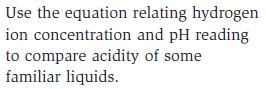 Use the equation relating hydrogen
ion concentration and pH reading
to compare acidity of some
familiar liquids.